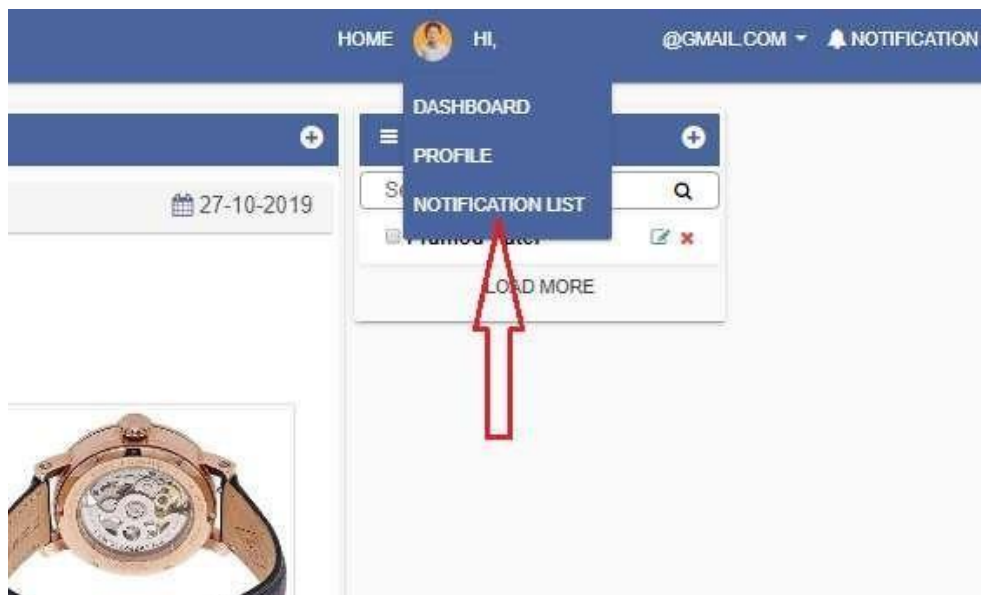 HOME HI, @GMAIL.COM NOTIFICATION
DASHBOARD
PROFILE
NOTIFICATION LIST
27-10-2019
LOAD MORE